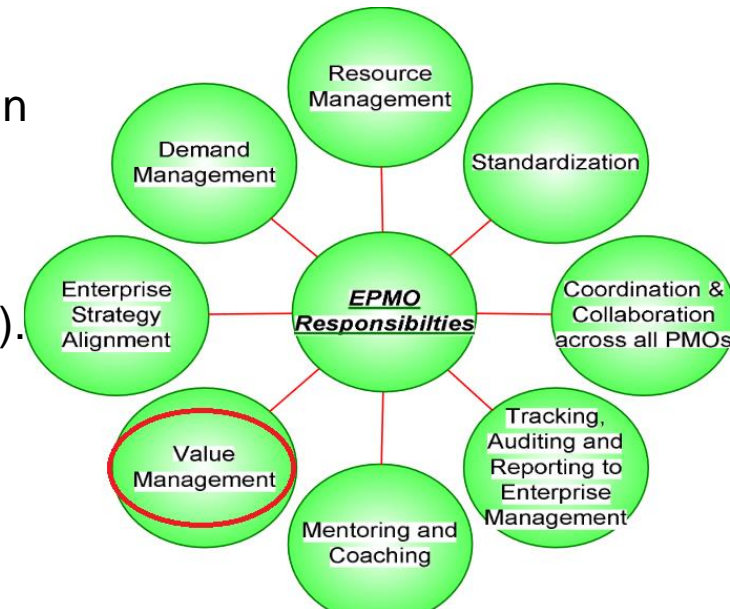 n
).
Resource
Management
Demand
Management
Standardization
Enterprise
Strategy
Alignment
EPMO
Responsibilties
Coordination &
Collaboration
across all PMOs
Value
Management
Tracking,
Auditing and
Reporting to
Enterprise
Management
Mentoring and
Coaching